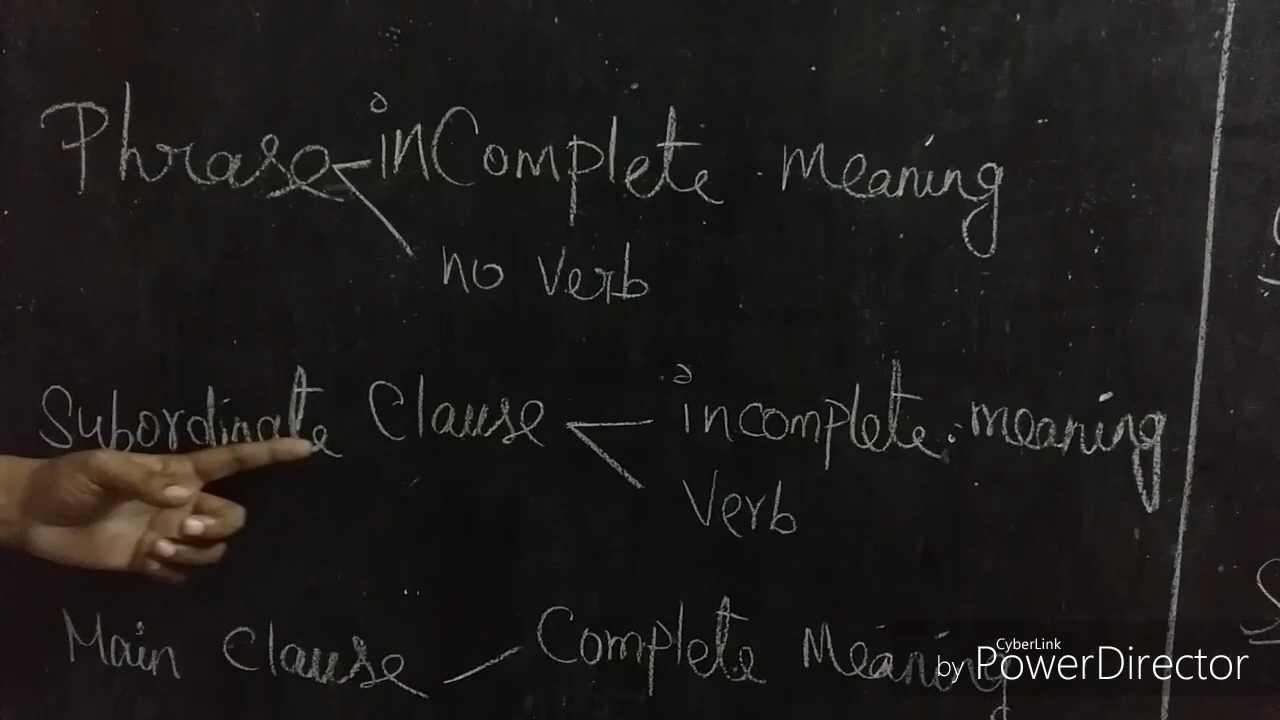 Phrase - inComplete meaning
no Verb
Subordinate Clause incomplete meaning
Verb
Main Clause - Complete Meaning
CyberLink
by PowerDirector